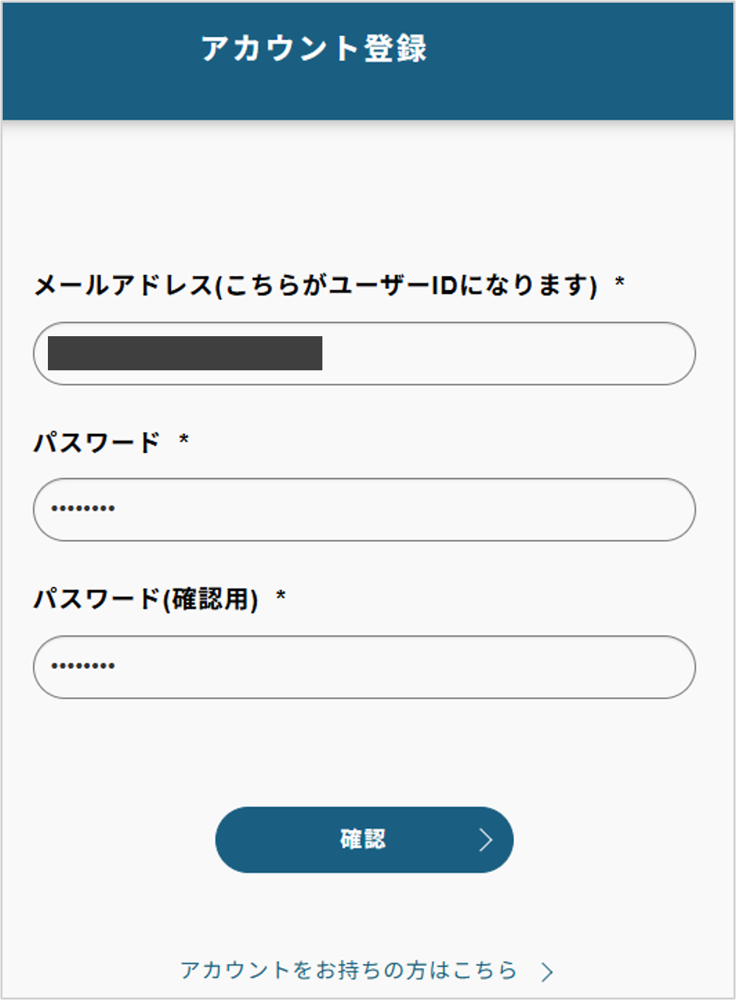 アカウント登録
メールアドレス(こちらがユーザーIDになります) *
パスワード *
••••••••
パスワード(確認用) *
••••••••
確認
アカウントをお持ちの方はこちら